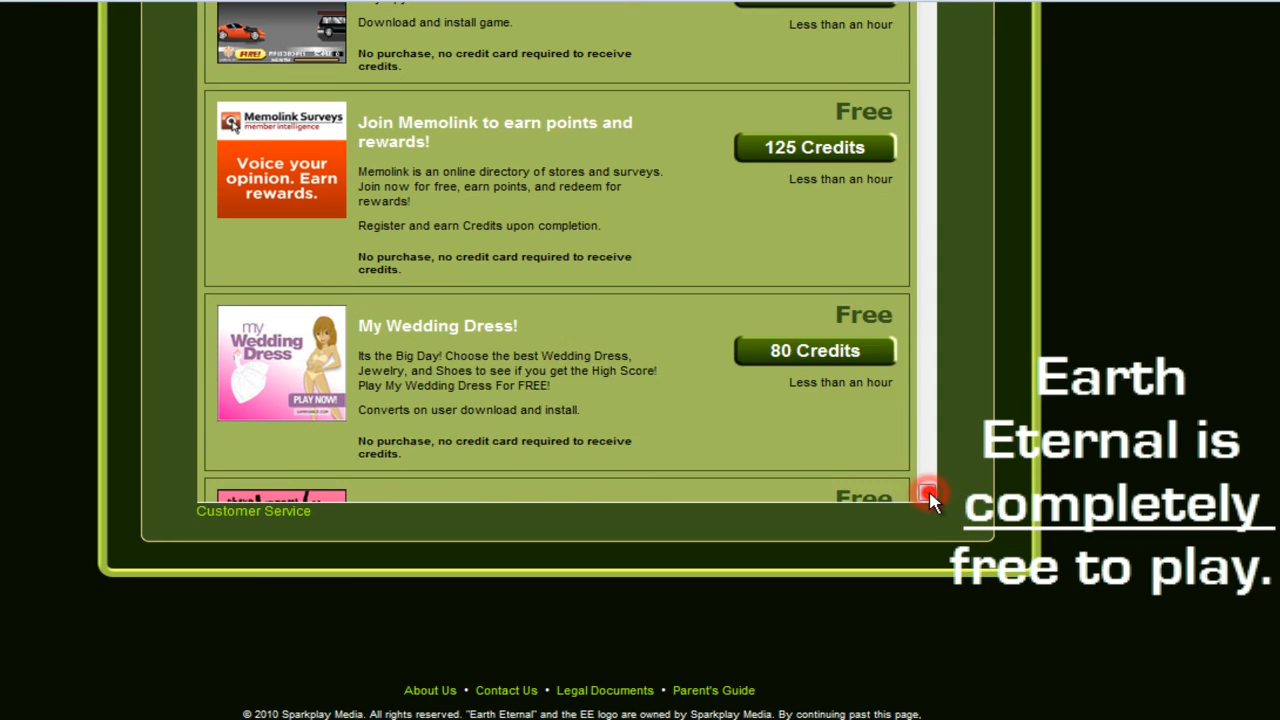 Download and install game.
Less than an hour
No purchase, no credit card required to receive
credits.
FREE!
Memolink Surveys
member intelligence
Voice your
opinion. Earn
rewards.
Join Memolink to earn points and
rewards!
Memolink is an online directory of stores and surveys.
Join now for free, earn points, and redeem for
rewards!
Register and earn Credits upon completion.
No purchase, no credit card required to receive
credits.
Free
125 Credits
Less than an hour
my
Wedding
Dress
PLAY NOW!
My Wedding Dress!
Its the Big Day! Choose the best Wedding Dress,
Jewelry, and Shoes to see if you get the High Score!
Play My Wedding Dress For FREE!
Converts on user download and install.
No purchase, no credit card required to receive
credits.
Free
80 Credits
Less than an hour
Free
Customer Service
Earth
Eternal is
completely
free to play.
About Us • Contact Us • Legal Documents • Parent's Guide
© 2010 Sparkplay Media. All rights reserved. "Earth Eternal" and the EE logo are owned by Sparkplay Media. By continuing past this page,